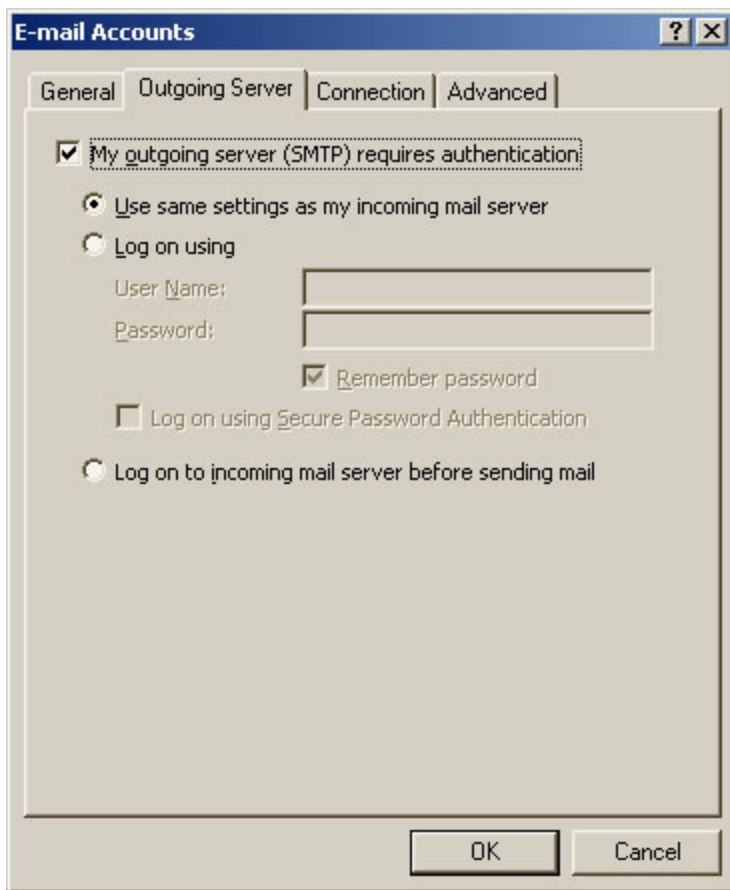 E-mail Accounts
General Outgoing Server Connection Advanced
My outgoing server (SMTP) requires authentication
Use same settings as my incoming mail server
Log on using
User Name:
Password:
Remember password
Log on using Secure Password Authentication
Log on to incoming mail server before sending mail
OK Cancel